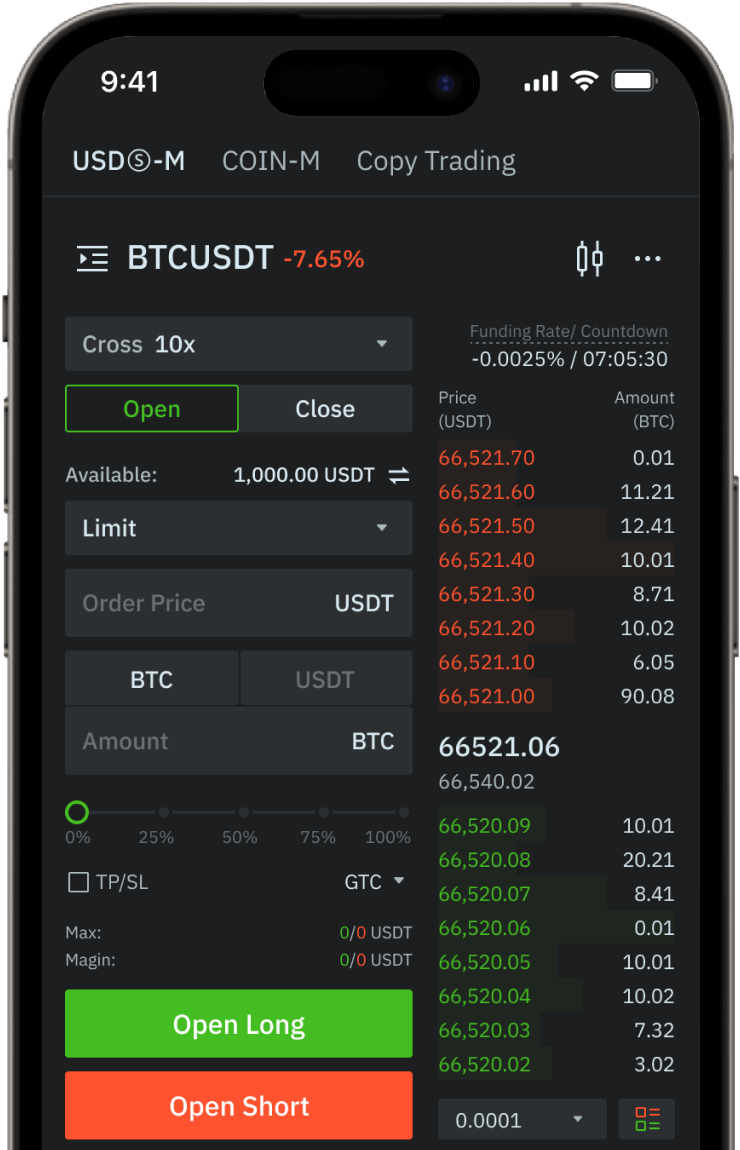 9:41
USDⓈ-M COIN-M Copy Trading
BTCUSDT -7.65%
Cross 10x
Open Close
Available: 1,000.00 USDT
Limit
Order Price USDT
BTC USDT
Amount BTC
0% 25% 50% 75% 100%
TP/SL GTC
Max: 0/0 USDT
Magin: 0/0 USDT
Open Long
Open Short
Funding Rate/ Countdown
-0.0025% / 07:05:30
Price Amount
(USDT) (BTC)
66,521.70 0.01
66,521.60 11.21
66,521.50 12.41
66,521.40 10.01
66,521.30 8.71
66,521.20 10.02
66,521.10 6.05
66,521.00 90.08
66521.06
66,540.02
66,520.09 10.01
66,520.08 20.21
66,520.07 8.41
66,520.06 0.01
66,520.05 10.01
66,520.04 10.02
66,520.03 7.32
66,520.02 3.02
0.0001